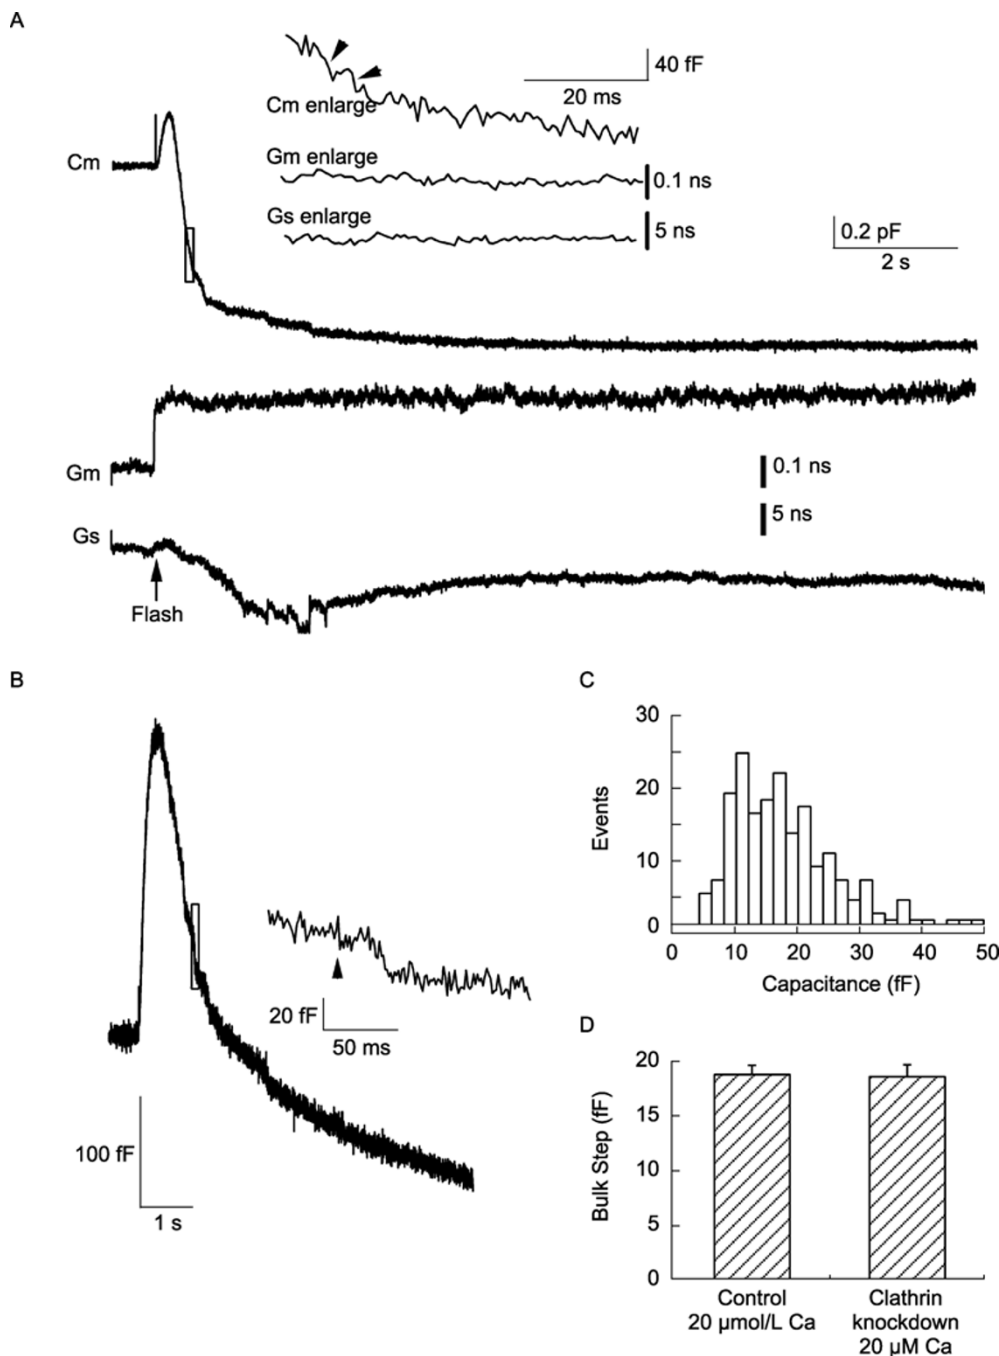 A
40 fF
20 ms
Cm enlarge
Cm
Gm enlarge
0.1 ns
Gs enlarge
5 ns
0.2 pF
2 s
Gm
0.1 ns
5 ns
Gs
Flash
B
20 fF
50 ms
100 fF
1 s
C
30
20
10
0
Events
0 10 20 30 40 50
Capacitance (fF)
D
20
15
10
5
0
Bulk Step (fF)
Control
20 µmol/L Ca
Clathrin
knockdown
20 µM Ca